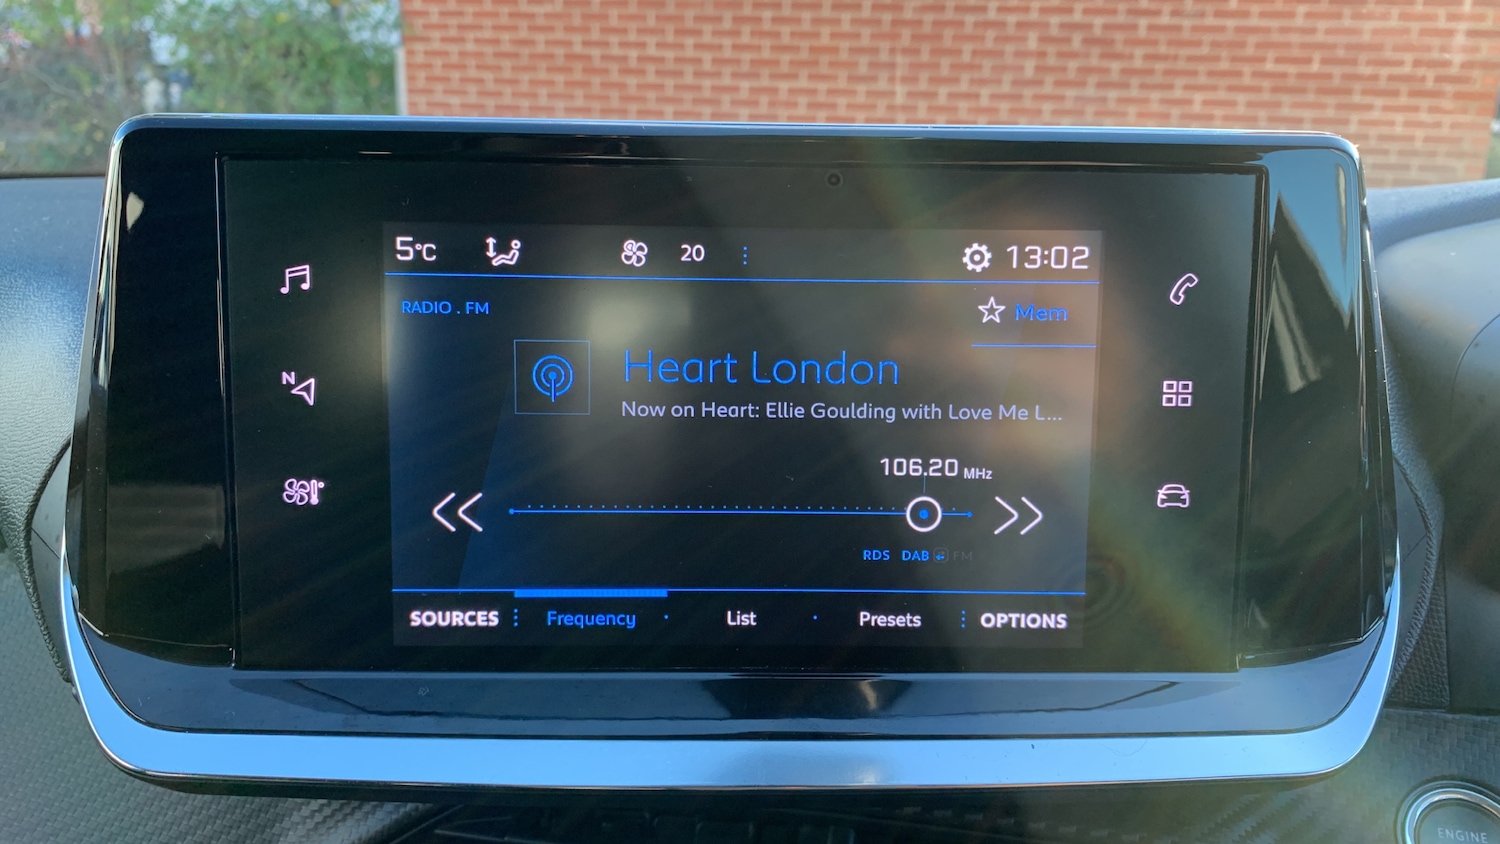 5°C 20 13:02
RADIO . FM
Mem
Heart London
Now on Heart: Ellie Goulding with Love Me L...
N
106.20 MHz
RDS DAB FM
SOURCES Frequency List Presets OPTIONS
ENGINE